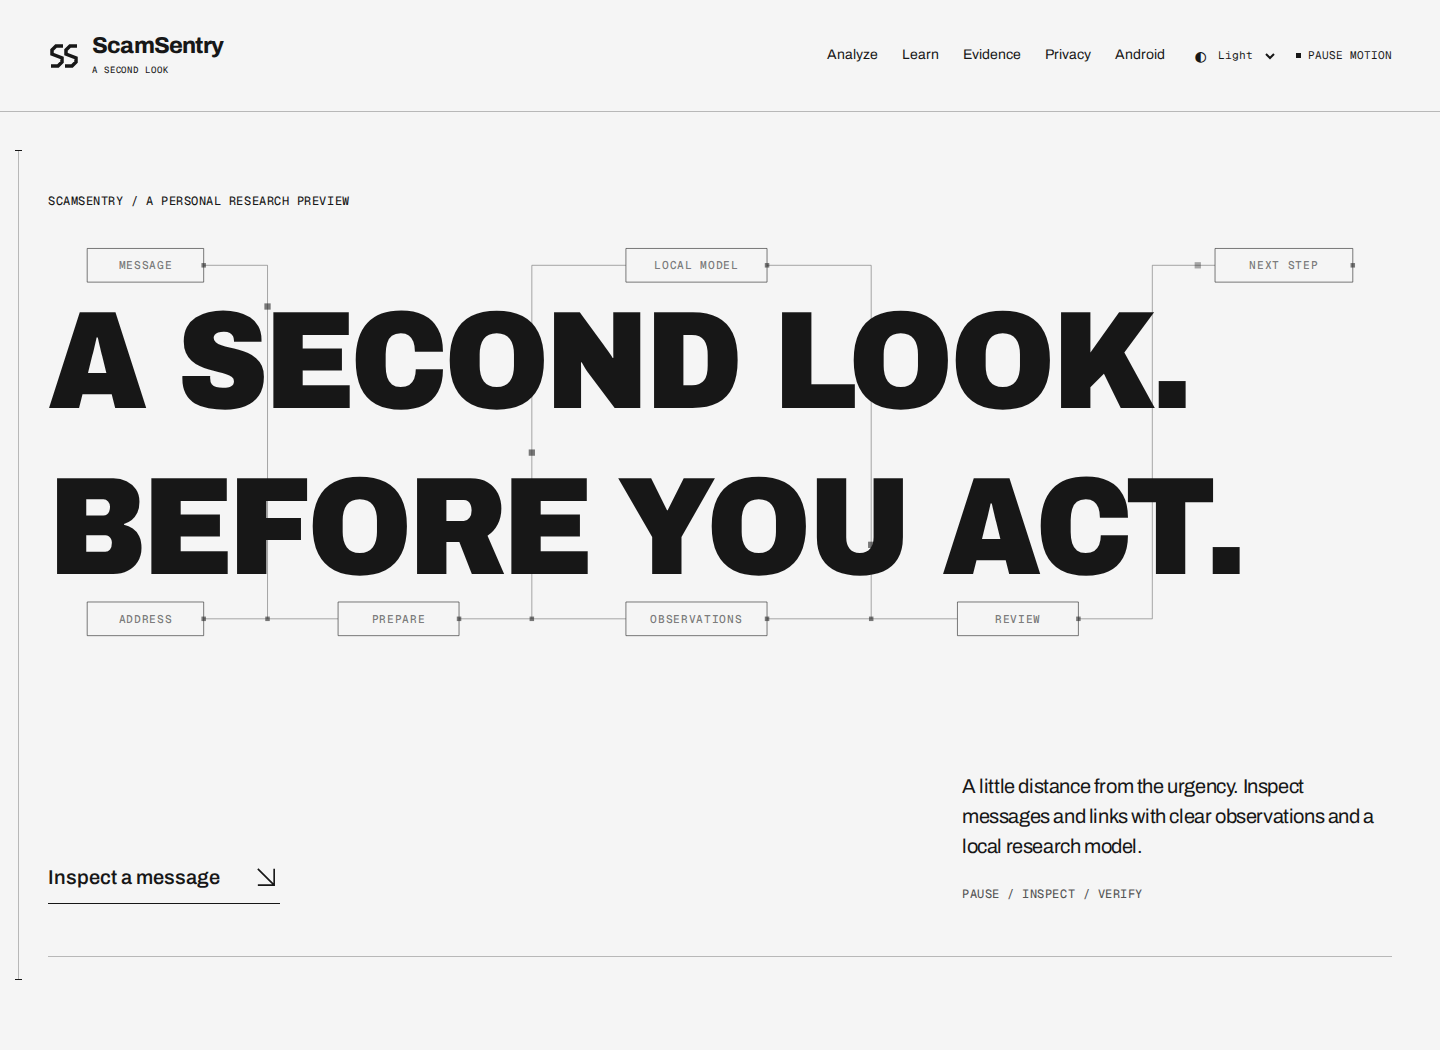 SS
ScamSentry
A SECOND LOOK
Analyze Learn Evidence Privacy Android Light PAUSE MOTION
SCAMSENTRY / A PERSONAL RESEARCH PREVIEW
MESSAGE LOCAL MODEL NEXT STEP
A SECOND LOOK.
BEFORE YOU ACT.
ADDRESS PREPARE OBSERVATIONS REVIEW
A little distance from the urgency. Inspect
messages and links with clear observations and a
local research model.
Inspect a message
PAUSE / INSPECT / VERIFY